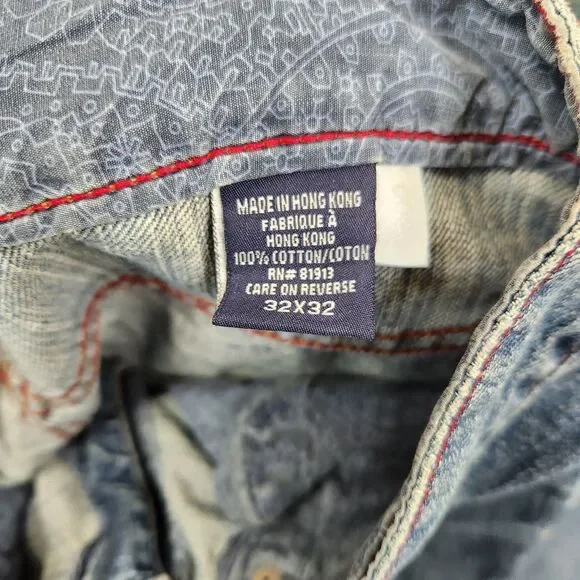 MADE IN HONG KONG
FABRIQUE À
HONG KONG
100% COTTON/COTON
RN# 81913
CARE ON REVERSE
32X32